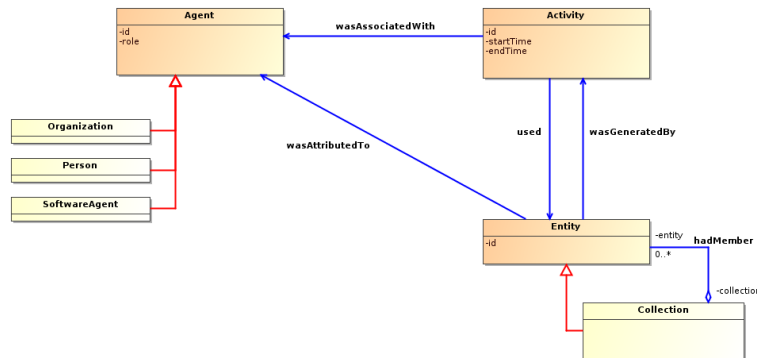 Agent
-id
-role
wasAssociatedWith
Activity
-id
-startTime
-endTime
Organization
Person
SoftwareAgent
wasAttributedTo
used
wasGeneratedBy
Entity
-id
-entity
0..*
hadMember
-collection
Collection